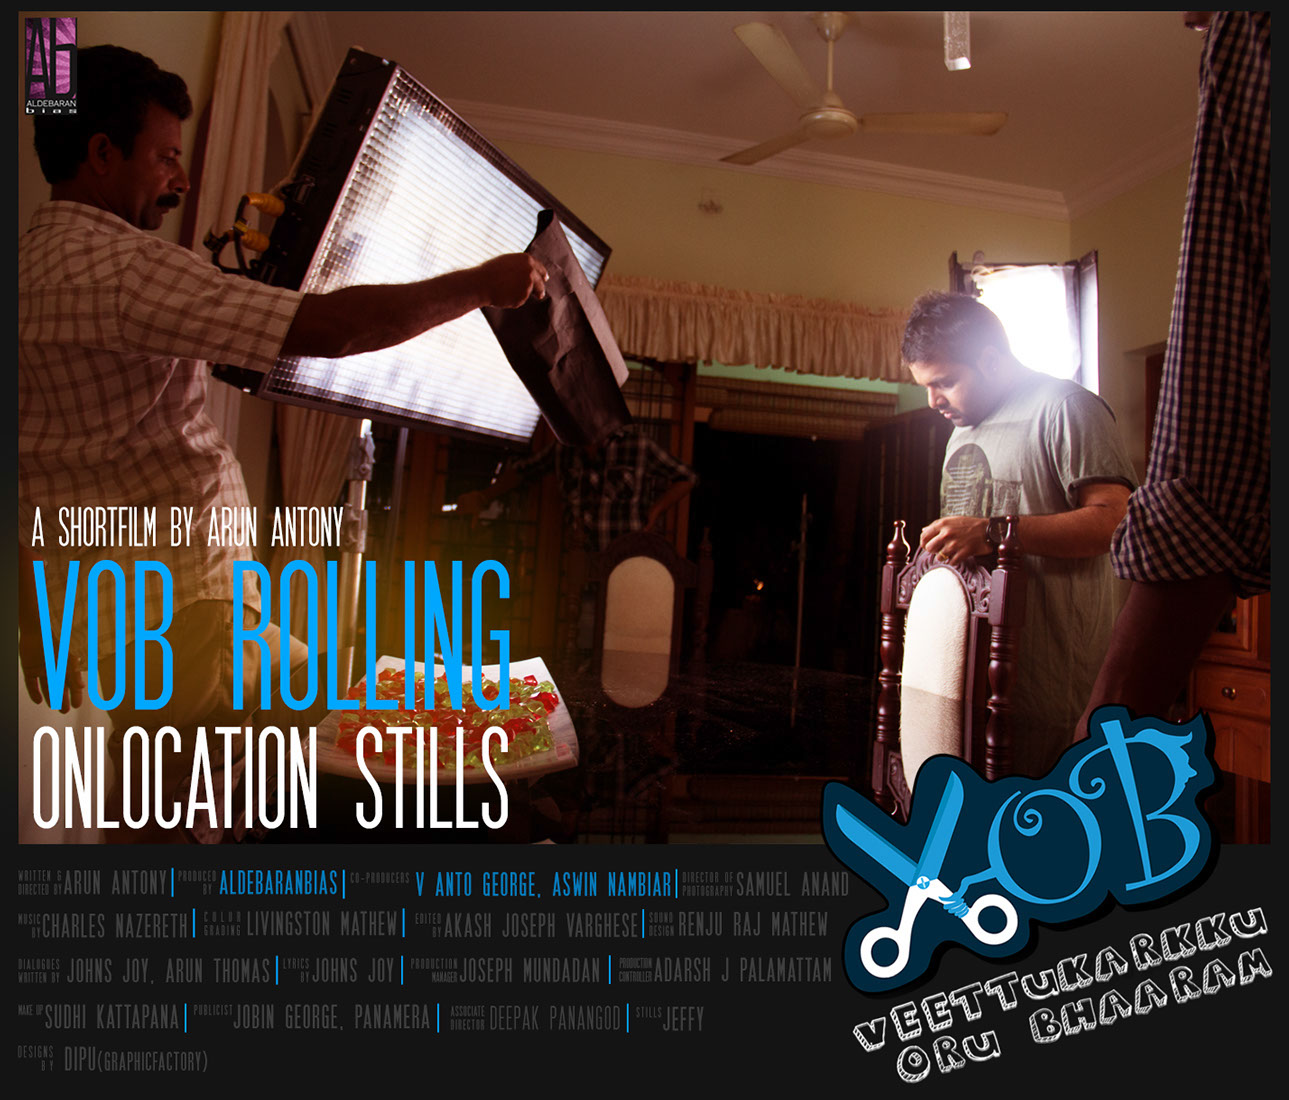 AB
ALDEBARAN
bias
A SHORTFILM BY ARUN ANTONY
VOB ROLLING
ONLOCATION STILLS
WRITTEN & DIRECTED BY ARUN ANTONY | PRODUCED BY ALDEBARANBIAS | CO-PRODUCERS V ANTO GEORGE, ASWIN NAMBIAR | DIRECTOR OF PHOTOGRAPHY SAMUEL ANAND
MUSIC BY CHARLES NAZERETH | COLOR GRADING LIVINGSTON MATHEW | EDITED BY AKASH JOSEPH VARGHESE | SOUND DESIGN RENJU RAJ MATHEW
DIALOGUES WRITTEN BY JOHNS JOY, ARUN THOMAS | LYRICS BY JOHNS JOY | PRODUCTION MANAGER JOSEPH MUNDADAN | PRODUCTION CONTROLLER ADARSH J PALAMATTAM
MAKE UP SUDHI KATTAPANA | PUBLICIST JOBIN GEORGE, PANAMERA | ASSOCIATE DIRECTOR DEEPAK PANANGOD | STILLS JEFFY
DESIGNS BY DIPU(GRAPHICFACTORY)
VOB
VEETTUKARKKU
ORU BHAARAM